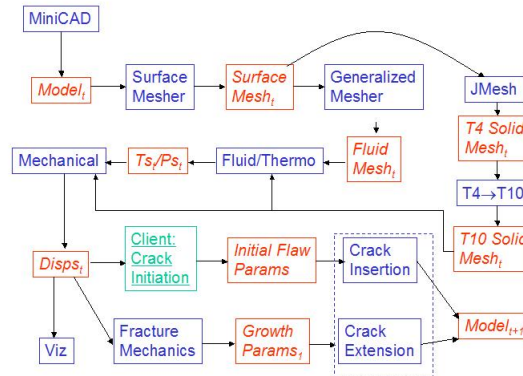 MiniCAD
Model_t
Surface
Mesher
Surface
Mesh_t
Generalized
Mesher
JMesh
T4 Solid
Mesh_t
T4→T10
T10 Solid
Mesh_t
Mechanical
Ts_t/Ps_t
Fluid/Thermo
Fluid
Mesh_t
Disps_t
Client:
Crack
Initiation
Initial Flaw
Params
Crack
Insertion
Viz
Fracture
Mechanics
Growth
Params_1
Crack
Extension
Model_t+1